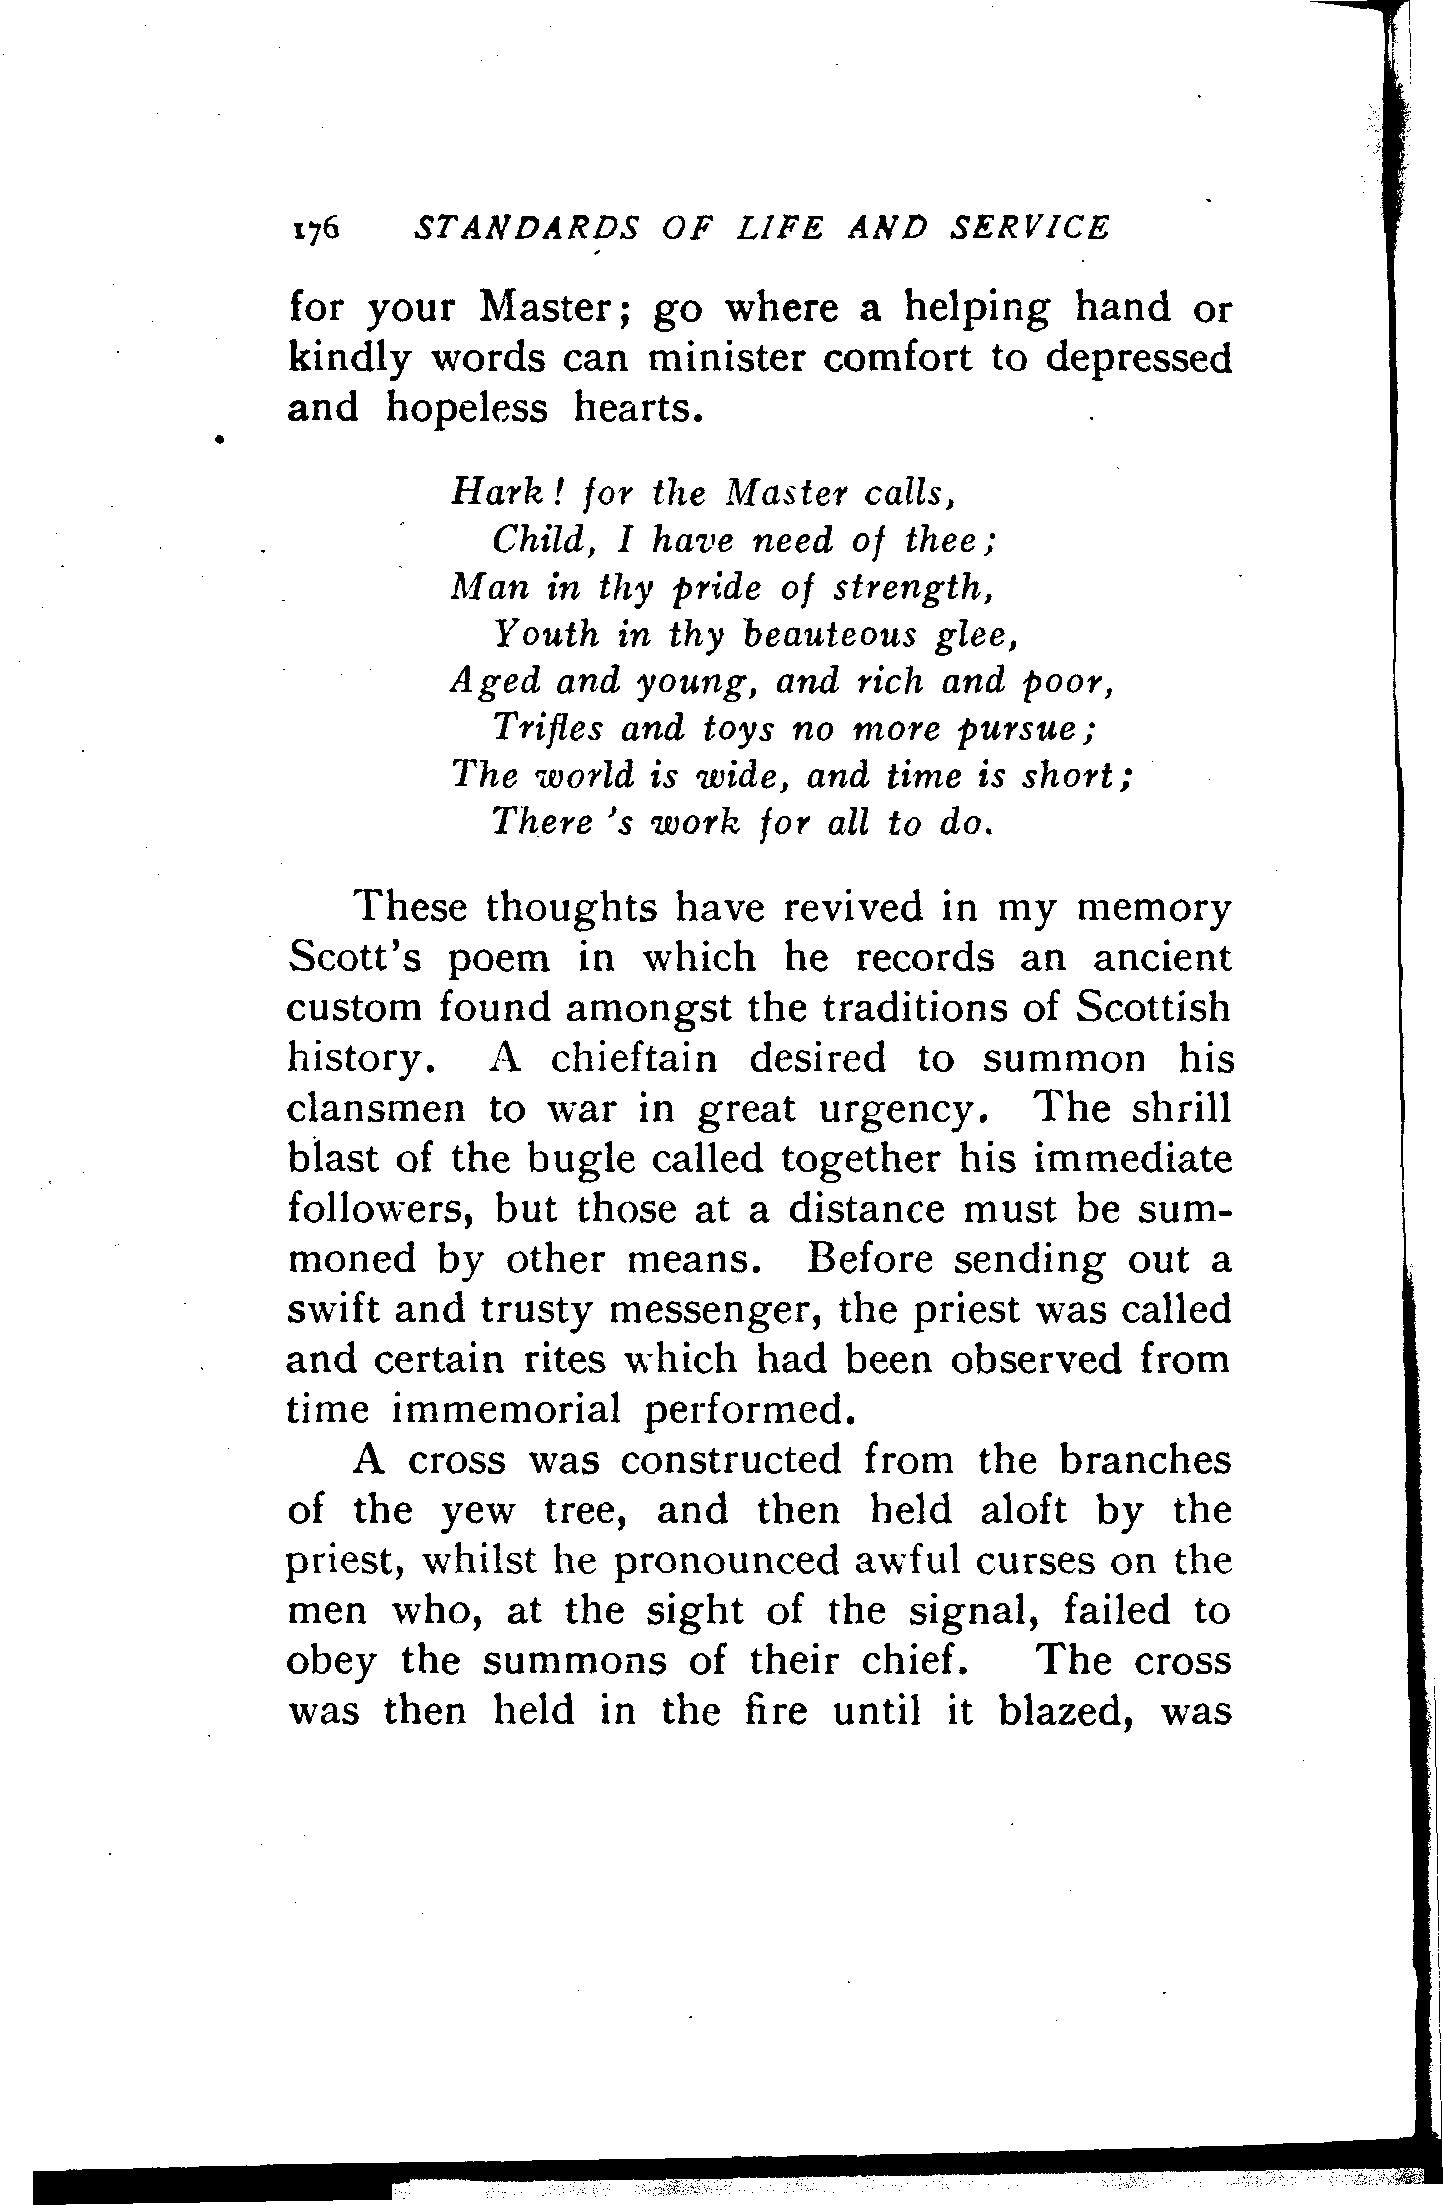 176 STANDARDS OF LIFE AND SERVICE
for your Master; go where a helping hand or
kindly words can minister comfort to depressed
and hopeless hearts.
Hark! for the Master calls,
Child, I have need of thee;
Man in thy pride of strength,
Youth in thy beauteous glee,
Aged and young, and rich and poor,
Trifles and toys no more pursue;
The world is wide, and time is short;
There 's work for all to do.
These thoughts have revived in my memory
Scott's poem in which he records an ancient
custom found amongst the traditions of Scottish
history. A chieftain desired to summon his
clansmen to war in great urgency. The shrill
blast of the bugle called together his immediate
followers, but those at a distance must be sum-
moned by other means. Before sending out a
swift and trusty messenger, the priest was called
and certain rites which had been observed from
time immemorial performed.
A cross was constructed from the branches
of the yew tree, and then held aloft by the
priest, whilst he pronounced awful curses on the
men who, at the sight of the signal, failed to
obey the summons of their chief. The cross
was then held in the fire until it blazed, was